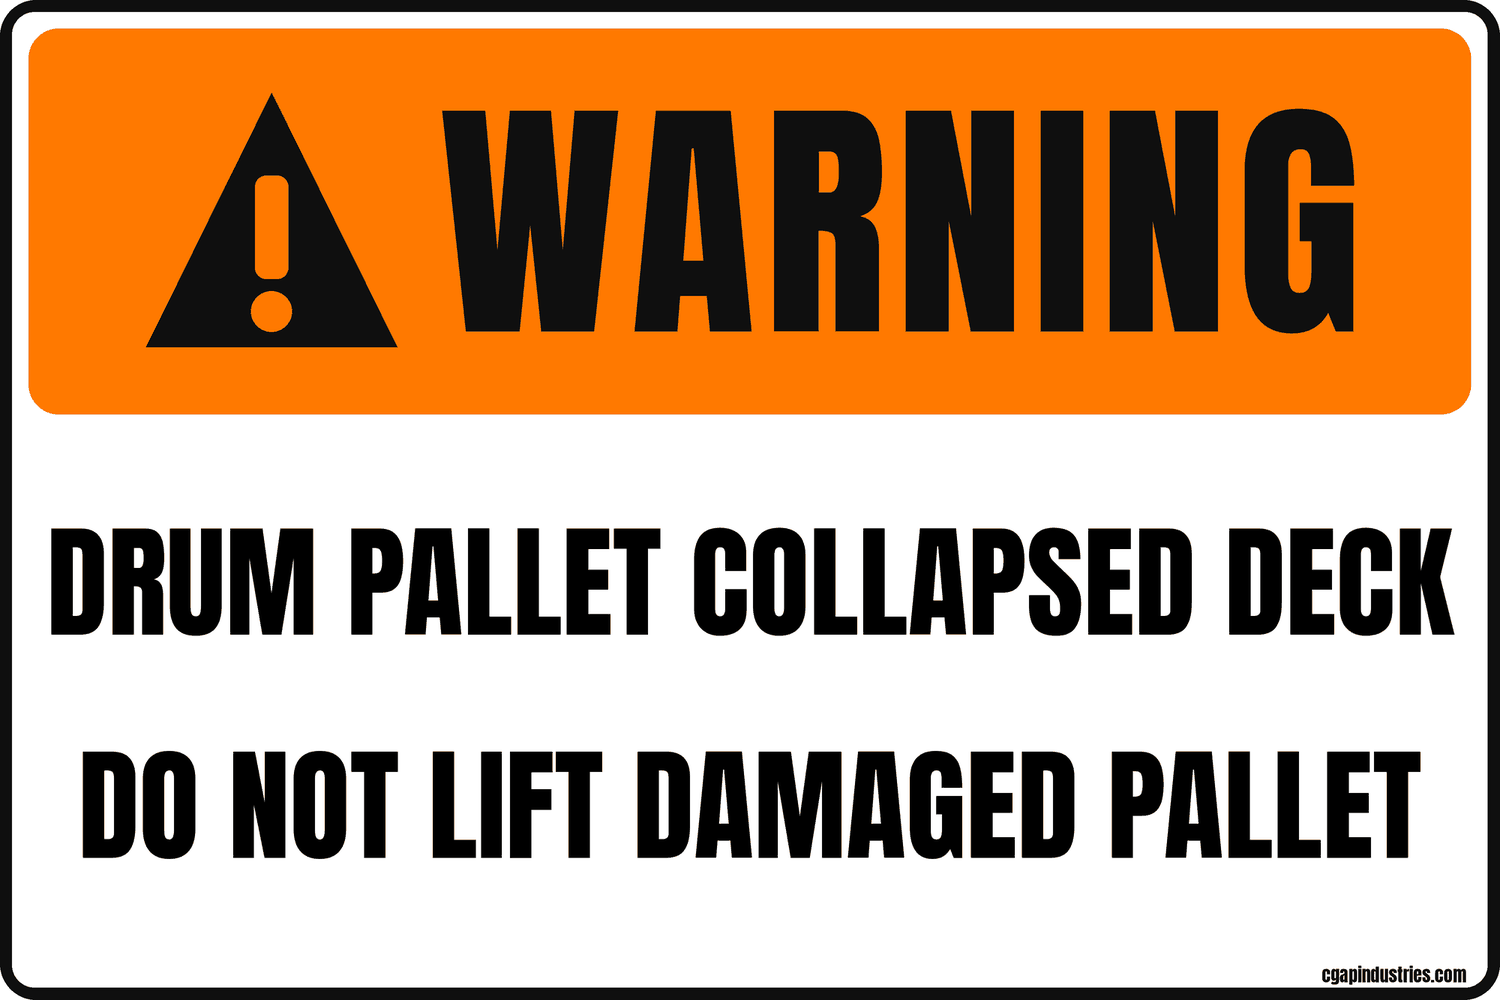 WARNING
DRUM PALLET COLLAPSED DECK
DO NOT LIFT DAMAGED PALLET
cgapindustries.com